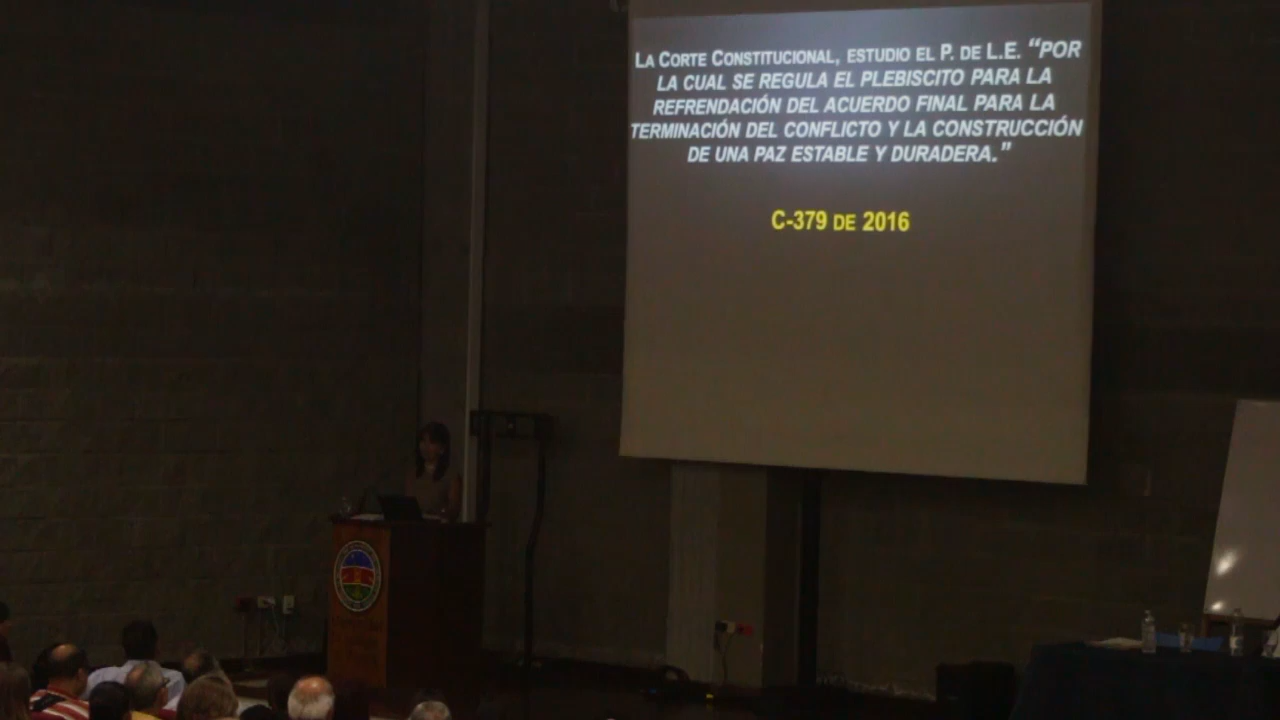 LA CORTE CONSTITUCIONAL, ESTUDIO EL P. DE L.E. “POR
LA CUAL SE REGULA EL PLEBISCITO PARA LA
REFRENDACIÓN DEL ACUERDO FINAL PARA LA
TERMINACIÓN DEL CONFLICTO Y LA CONSTRUCCIÓN
DE UNA PAZ ESTABLE Y DURADERA.”
C-379 DE 2016